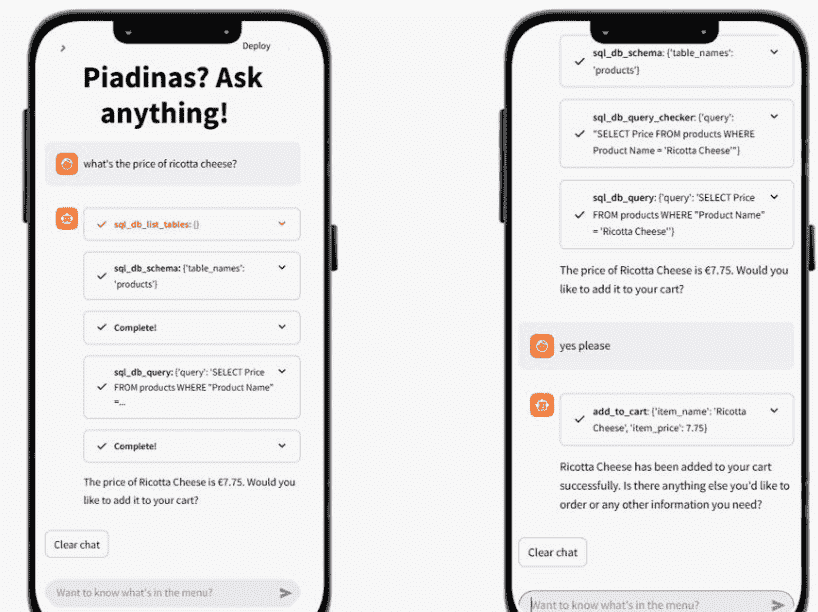 Deploy
Piadinas? Ask
anything!
what's the price of ricotta cheese?
sql_db_list_tables: {}
sql_db_schema: {'table_names':
'products'}
Complete!
sql_db_query: {'query': 'SELECT Price
FROM products WHERE "Product Name"
=...
Complete!
The price of Ricotta Cheese is €7.75. Would you
like to add it to your cart?
Clear chat
Want to know what's in the menu?
sql_db_schema: {'table_names':
'products'}
sql_db_query_checker: {'query':
"SELECT Price FROM products WHERE
Product Name = 'Ricotta Cheese'"}
sql_db_query: {'query': 'SELECT Price
FROM products WHERE "Product Name"
= 'Ricotta Cheese''}
The price of Ricotta Cheese is €7.75. Would you
like to add it to your cart?
yes please
add_to_cart: {'item_name': 'Ricotta
Cheese', 'item_price': 7.75}
Ricotta Cheese has been added to your cart
successfully. Is there anything else you'd like to
order or any other information you need?
Clear chat
Want to know what's in the menu?